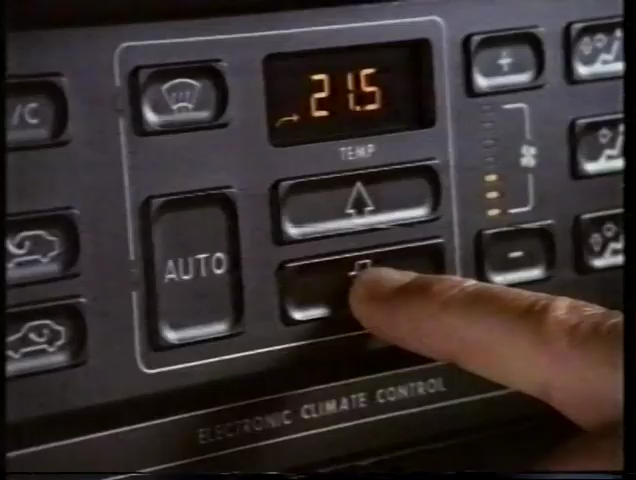 /C
21.5
TEMP
+
AUTO
-
ELECTRONIC CLIMATE CONTROL